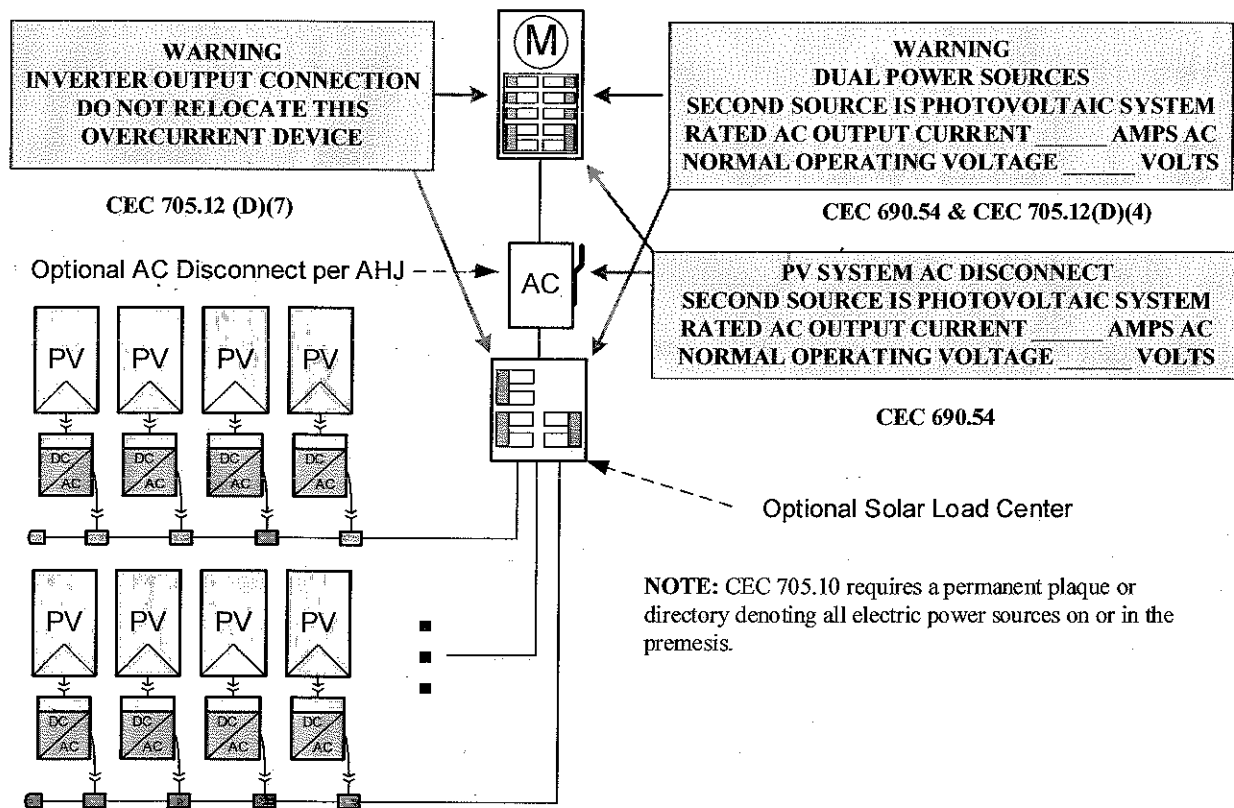 WARNING
INVERTER OUTPUT CONNECTION
DO NOT RELOCATE THIS
OVERCURRENT DEVICE
CEC 705.12 (D)(7)
M
WARNING
DUAL POWER SOURCES
SECOND SOURCE IS PHOTOVOLTAIC SYSTEM
RATED AC OUTPUT CURRENT ______ AMPS AC
NORMAL OPERATING VOLTAGE ______ VOLTS
CEC 690.54 & CEC 705.12(D)(4)
Optional AC Disconnect per AHJ
AC
PV SYSTEM AC DISCONNECT
SECOND SOURCE IS PHOTOVOLTAIC SYSTEM
RATED AC OUTPUT CURRENT ______ AMPS AC
NORMAL OPERATING VOLTAGE ______ VOLTS
CEC 690.54
PV PV PV PV
DC DC DC DC
AC AC AC AC
Optional Solar Load Center
NOTE: CEC 705.10 requires a permanent plaque or
directory denoting all electric power sources on or in the
premesis.
PV PV PV PV
DC DC DC DC
AC AC AC AC